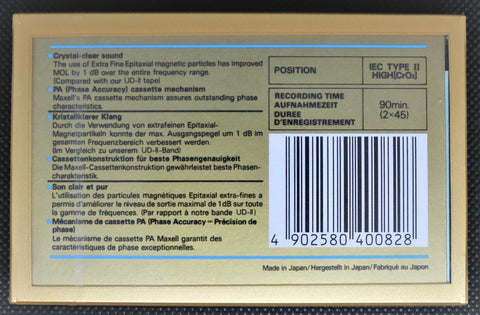 Crystal-clear sound
The use of Extra Fine Epitaxial magnetic particles has improved
MOL by 1 dB over the entire frequency range.
(Compared with our UD-II tape)
PA (Phase Accuracy) cassette mechanism
Maxell's PA cassette mechanism assures outstanding phase
characteristics.
Kristallklarer Klang
Durch die Verwendung von extrafeinen Epitaxial-
Magnetpartikeln konnte der max. Ausgangspegel um 1 dB im
gesamten Frequenzbereich verbessert werden.
(Im Vergleich zu unserem UD-II-Band)
Cassettenkonstruktion für beste Phasengenauigkeit
Die Maxell-Cassettenkonstruktion gewährleistet beste Phasen-
charakteristik.
Son clair et pur
L'utilisation des particules magnétiques Epitaxial extra-fines a
permis d'améliorer le niveau de sortie maximal de 1dB sur toute
la gamme de fréquences. (Par rapport à notre bande UD-II)
Mécanisme de cassette PA (Phase Accuracy = Précision de
phase)
Le mécanisme de cassette PA Maxell garantit des
caractéristiques de phase exceptionnelles.
POSITION
IEC TYPE II
HIGH[CrO2]
RECORDING TIME
AUFNAHMEZEIT
DUREE
D'ENREGISTREMENT
90min.
(2×45)
4 902580 400828
Made in Japan/Hergestellt in Japan/Fabriqué au Japon